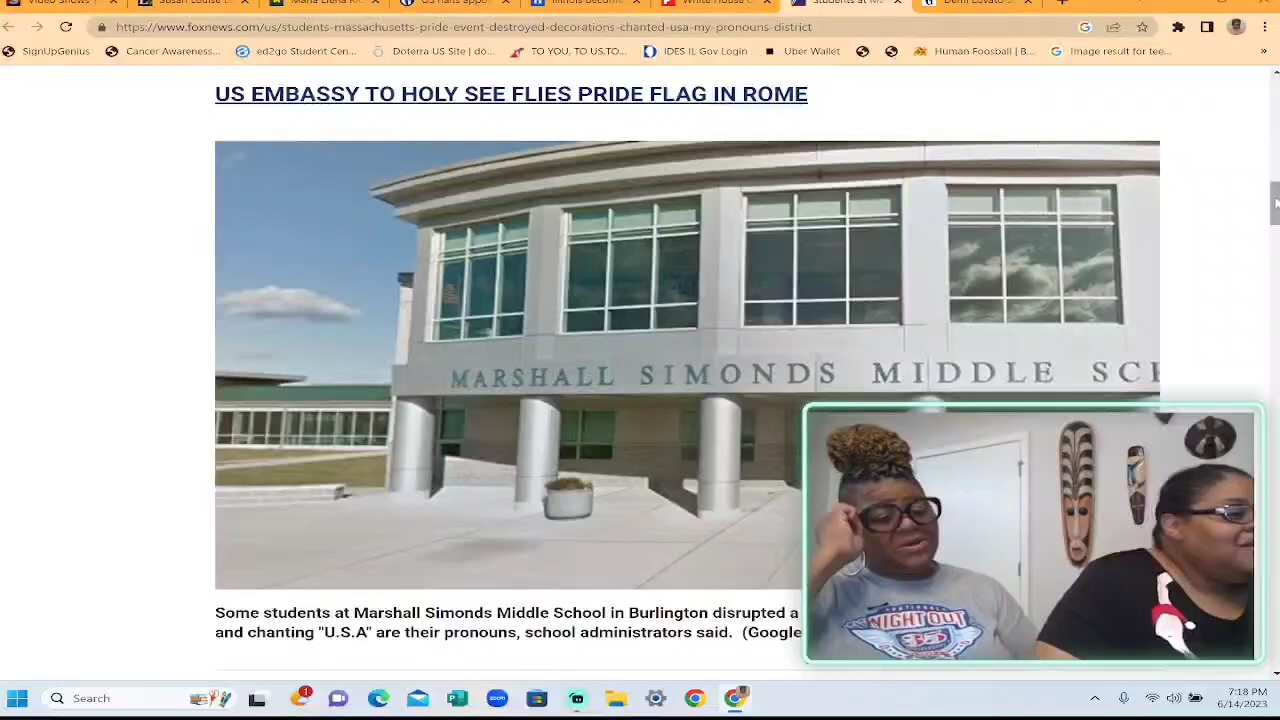 https://www.foxnews.com/us/students-massachusetts-pride-event-destroyed-decorations-chanted-usa-my-pronouns-district
SignUpGenius
Cancer Awareness...
ed2go Student Cen...
Doterra US Site | do...
TO YOU, TO US,TO...
IDES IL Gov Login
Uber Wallet
Human Foosball | B...
Image result for tee...
US EMBASSY TO HOLY SEE FLIES PRIDE FLAG IN ROME
MARSHALL SIMONDS MIDDLE
Some students at Marshall Simonds Middle School in Burlington disrupted a
and chanting "U.S.A" are their pronouns, school administrators said. (Google
NIGHT OUT
35
Search
1
zoom
7:18 PM
6/14/2023